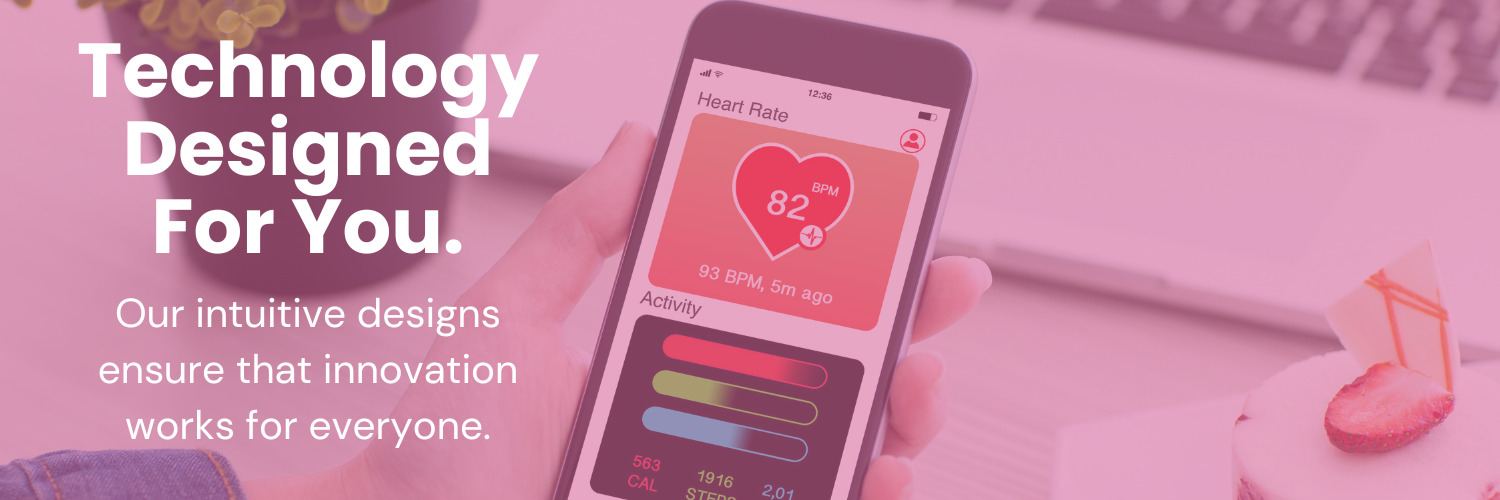 Technology
Designed
For You.
Our intuitive designs
ensure that innovation
works for everyone.
12:36
Heart Rate
82 BPM
93 BPM, 5m ago
Activity
563
CAL
1916
STEPS
2,01